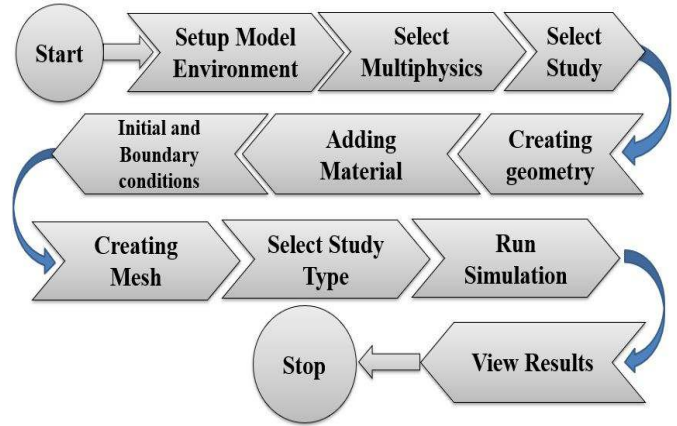 Start
Setup Model
Environment
Select
Multiphysics
Select
Study
Creating
geometry
Adding
Material
Initial and
Boundary
conditions
Creating
Mesh
Select Study
Type
Run
Simulation
View Results
Stop